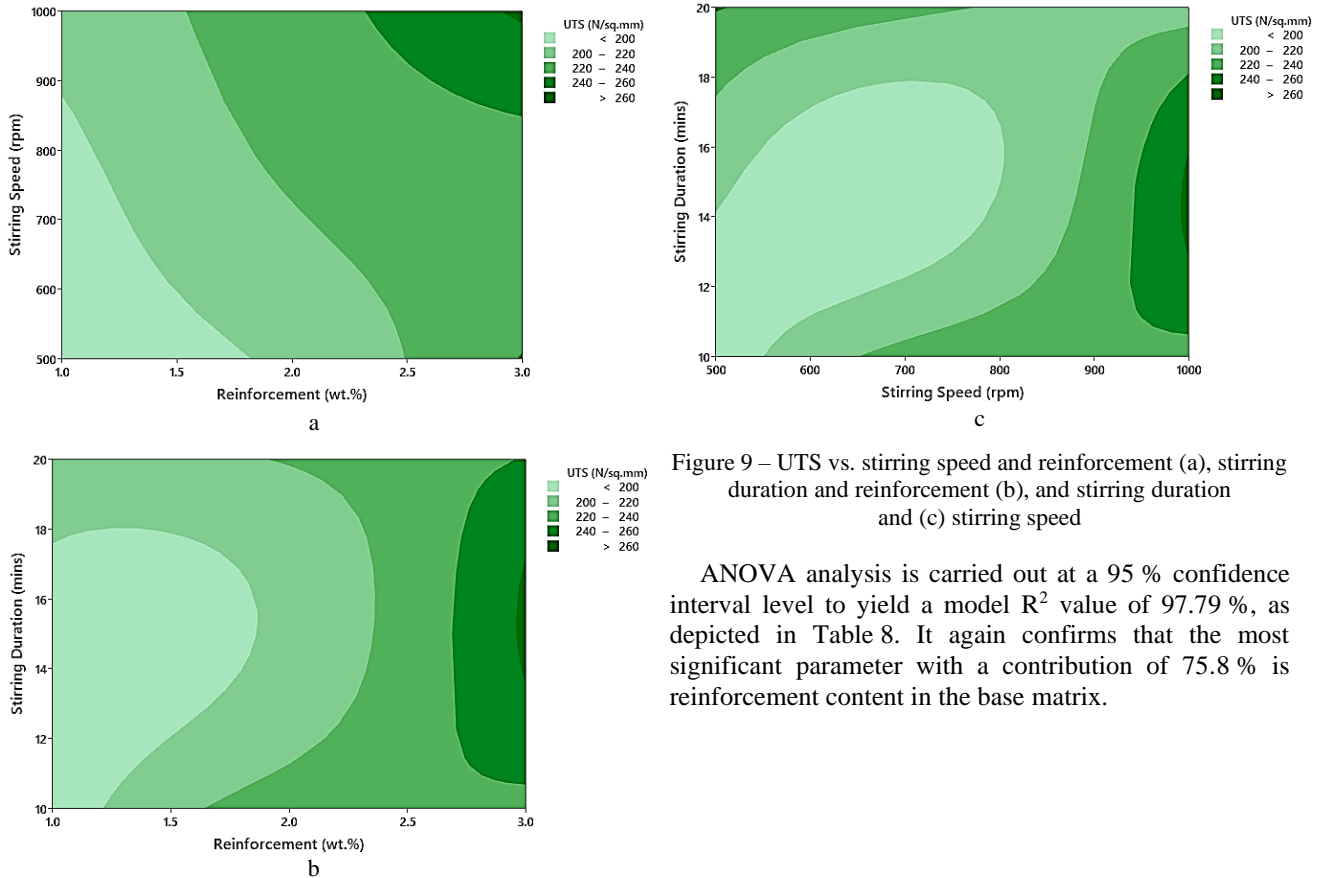 1000
900
800
700
600
500
1.0
1.5
2.0
2.5
3.0
Stirring Speed (rpm)
Reinforcement (wt.%)
UTS (N/sq.mm)
< 200
200 – 220
220 – 240
240 – 260
> 260
a
20
18
16
14
12
10
1.0
1.5
2.0
2.5
3.0
Stirring Duration (mins)
Reinforcement (wt.%)
UTS (N/sq.mm)
< 200
200 – 220
220 – 240
240 – 260
> 260
b
20
18
16
14
12
10
500
600
700
800
900
1000
Stirring Duration (mins)
Stirring Speed (rpm)
UTS (N/sq.mm)
< 200
200 – 220
220 – 240
240 – 260
> 260
c
Figure 9 – UTS vs. stirring speed and reinforcement (a), stirring
duration and reinforcement (b), and stirring duration
and (c) stirring speed
ANOVA analysis is carried out at a 95 % confidence
interval level to yield a model R² value of 97.79 %, as
depicted in Table 8. It again confirms that the most
significant parameter with a contribution of 75.8 % is
reinforcement content in the base matrix.